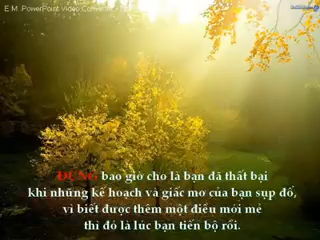 E.M. PowerPoint Video Converter
ĐỪNG bao giờ cho là bạn đã thất bại
khi những kế hoạch và giấc mơ của bạn sụp đổ,
vì biết được thêm một điều mới mẻ
thì đó là lúc bạn tiến bộ rồi.